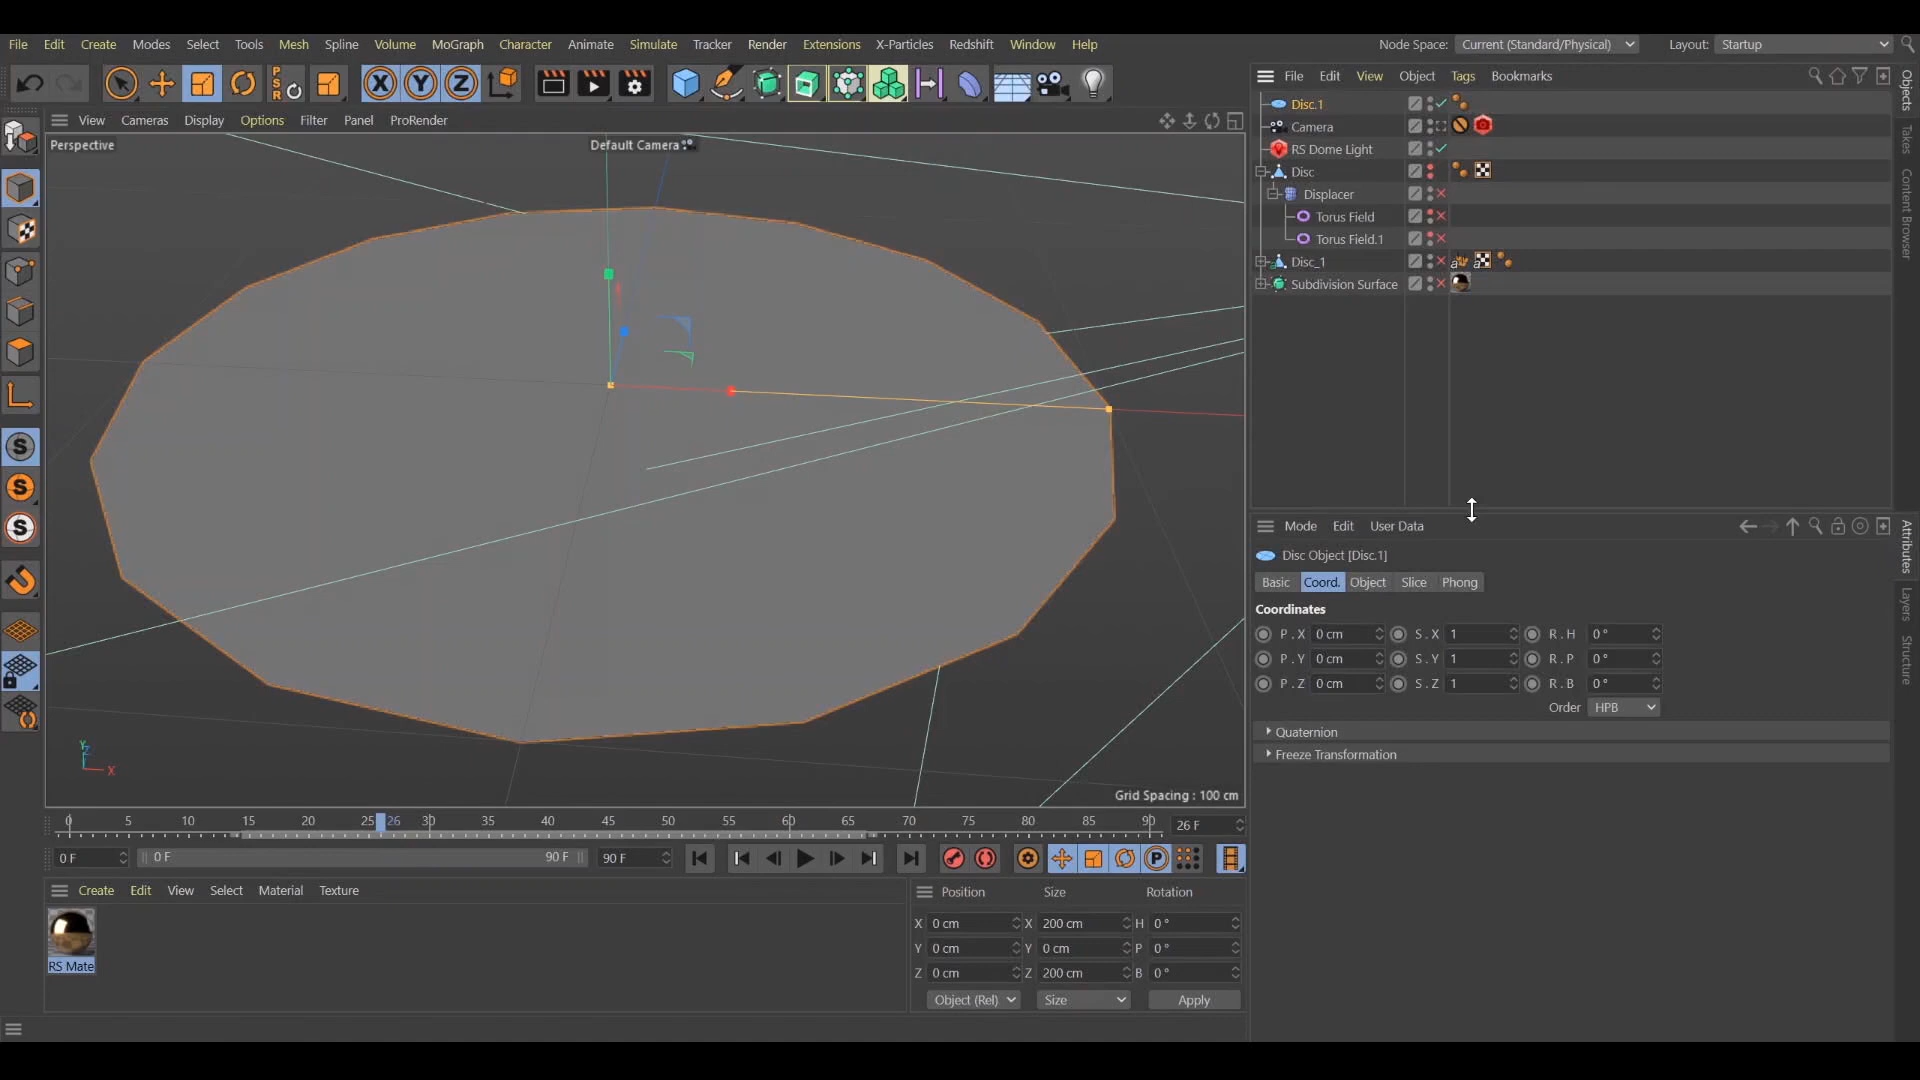 File Edit Create Modes Select Tools Mesh Spline Volume MoGraph Character Animate Simulate Tracker Render Extensions X-Particles Redshift Window Help Node Space: Current (Standard/Physical) Layout: Startup
X Y Z
P S R
File Edit View Object Tags Bookmarks
Objects
Takes
Content Browser
View Cameras Display Options Filter Panel ProRender
Perspective
Default Camera
Disc.1
Camera
RS Dome Light
Disc
Displacer
Torus Field
Torus Field.1
Disc_1
Subdivision Surface
S
S
S
Mode Edit User Data
Attributes
Layers
Structure
Disc Object [Disc.1]
Basic Coord. Object Slice Phong
Coordinates
P . X 0 cm S . X 1 R . H 0 °
P . Y 0 cm S . Y 1 R . P 0 °
P . Z 0 cm S . Z 1 R . B 0 °
Order HPB
Quaternion
Freeze Transformation
Y
Z
X
Grid Spacing : 100 cm
0 5 10 15 20 25 26 30 35 40 45 50 55 60 65 70 75 80 85 90 26 F
0 F 0 F 90 F 90 F
P
Create Edit View Select Material Texture
RS Mate
Position Size Rotation
X 0 cm X 200 cm H 0 °
Y 0 cm Y 0 cm P 0 °
Z 0 cm Z 200 cm B 0 °
Object (Rel) Size Apply